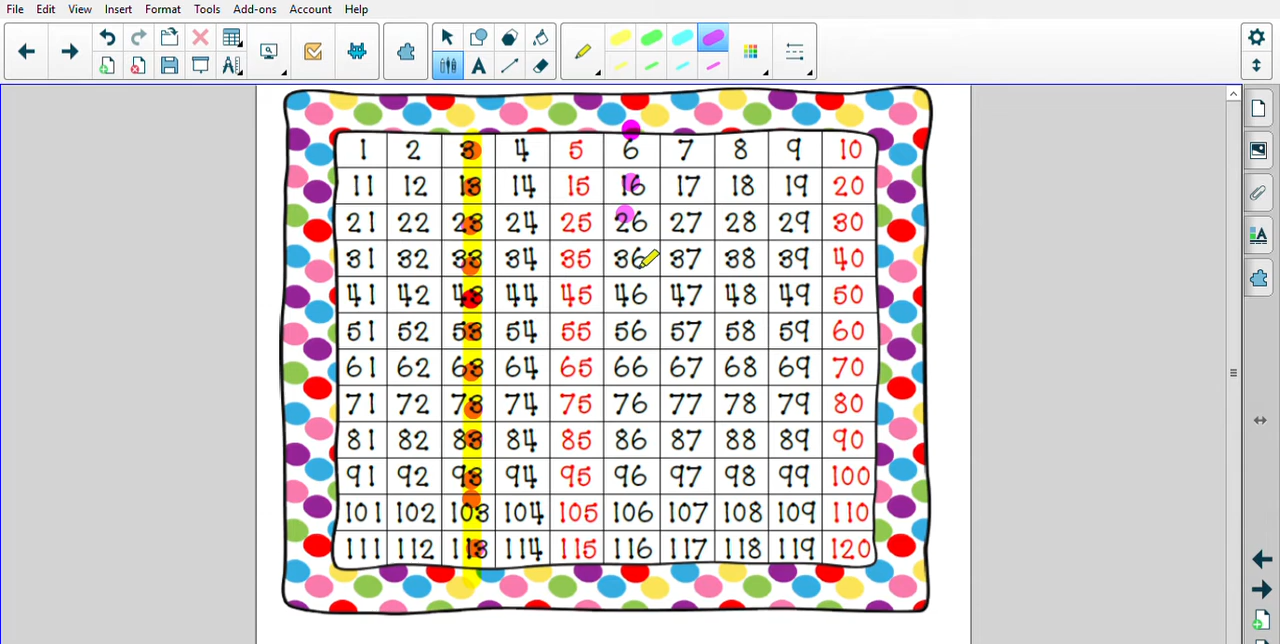 File Edit View Insert Format Tools Add-ons Account Help
1 2 3 4 5 6 7 8 9 10
11 12 13 14 15 16 17 18 19 20
21 22 23 24 25 26 27 28 29 30
31 32 33 34 35 36 37 38 39 40
41 42 43 44 45 46 47 48 49 50
51 52 53 54 55 56 57 58 59 60
61 62 63 64 65 66 67 68 69 70
71 72 73 74 75 76 77 78 79 80
81 82 83 84 85 86 87 88 89 90
91 92 93 94 95 96 97 98 99 100
101 102 103 104 105 106 107 108 109 110
111 112 113 114 115 116 117 118 119 120